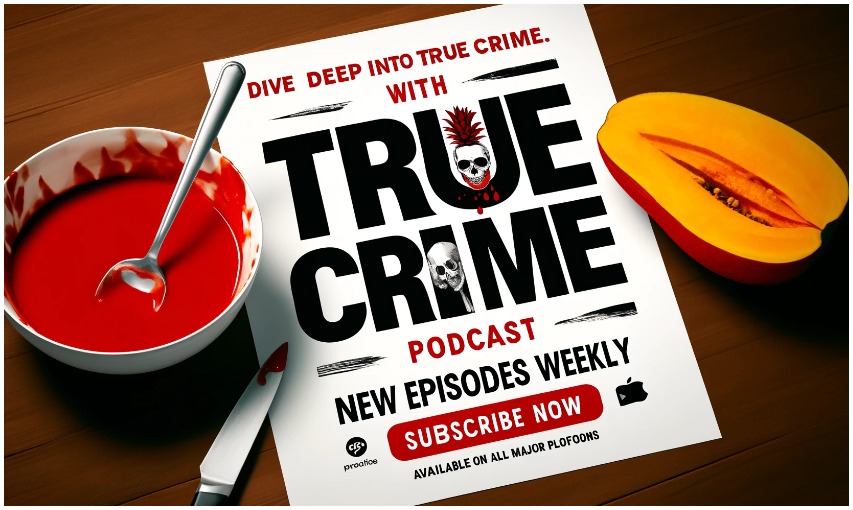 DIVE DEEP INTO TRUE CRIME.
WITH
TRUE
CRIME
PODCAST
NEW EPISODES WEEKLY
SUBSCRIBE NOW
proatioe
AVAILABLE ON ALL MAJOR PLOFOONS